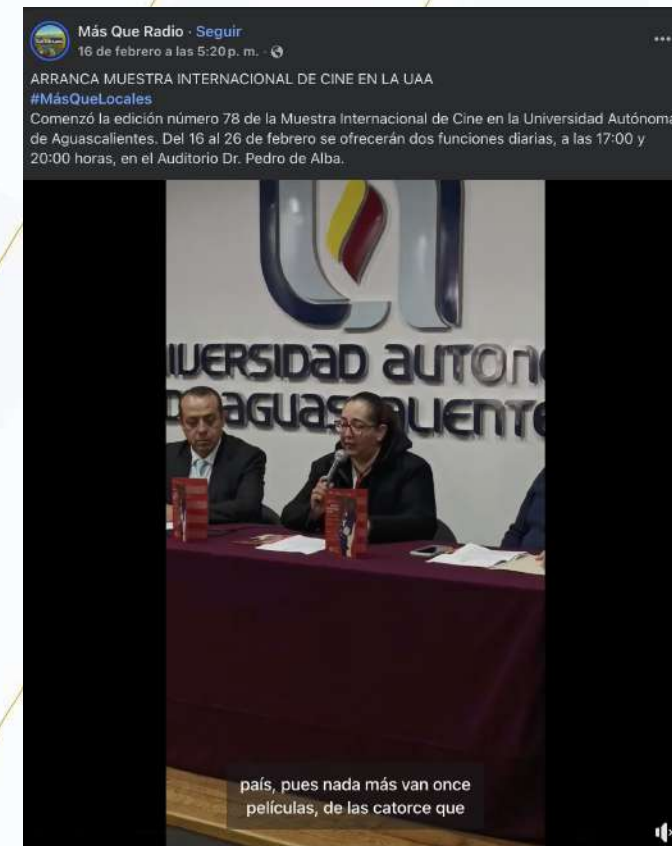 Más Que Radio · Seguir
16 de febrero a las 5:20 p. m. ·
ARRANCA MUESTRA INTERNACIONAL DE CINE EN LA UAA
#MásQueLocales
Comenzó la edición número 78 de la Muestra Internacional de Cine en la Universidad Autónoma
de Aguascalientes. Del 16 al 26 de febrero se ofrecerán dos funciones diarias, a las 17:00 y
20:00 horas, en el Auditorio Dr. Pedro de Alba.
IVERSIDAD AUTON
AGUAS LIENTE
país, pues nada más van once
películas, de las catorce que